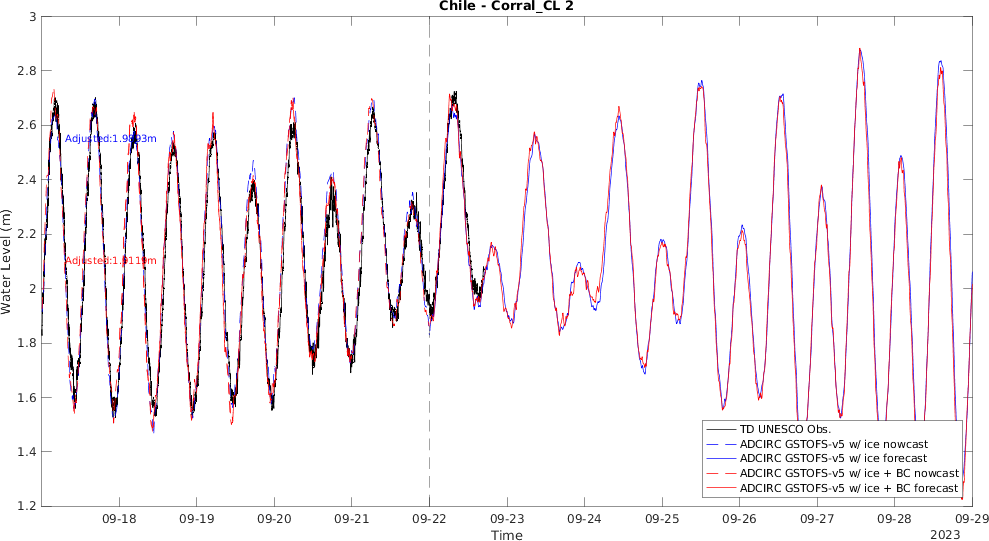 Chile - Corral_CL 2
3
2.8
2.6
2.4
2.2
2
1.8
1.6
1.4
1.2
Water Level (m)
Adjusted:1.9
Adjusted:1.9119m
TD UNESCO Obs.
ADCIRC GSTOFS-v5 w/ ice nowcast
ADCIRC GSTOFS-v5 w/ ice forecast
ADCIRC GSTOFS-v5 w/ ice + BC nowcast
ADCIRC GSTOFS-v5 w/ ice + BC forecast
09-18 09-19 09-20 09-21 09-22 09-23 09-24 09-25 09-26 09-27 09-28 09-29
Time
2023